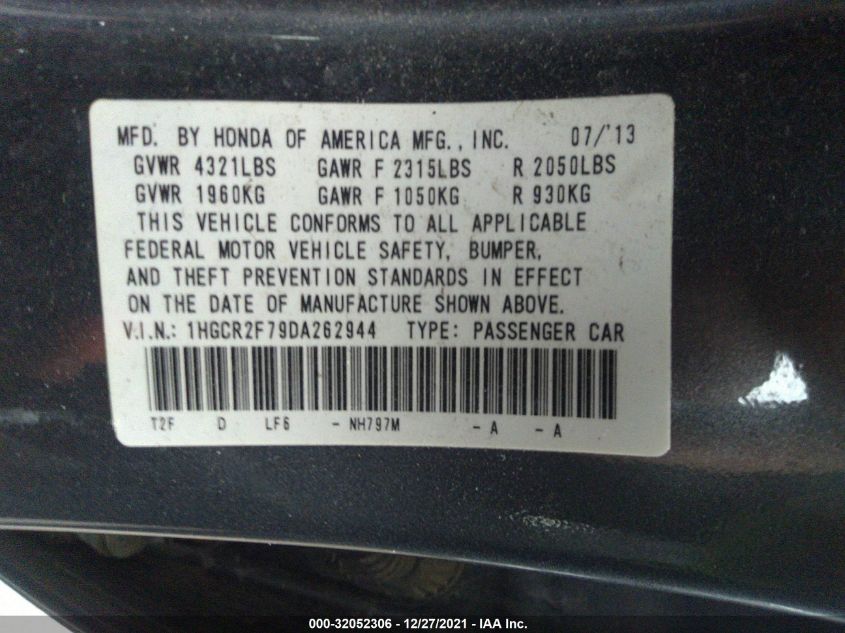 MFD. BY HONDA OF AMERICA MFG., INC. 07/'13
GVWR 4321LBS GAWR F 2315LBS R 2050LBS
GVWR 1960KG GAWR F 1050KG R 930KG
THIS VEHICLE CONFORMS TO ALL APPLICABLE
FEDERAL MOTOR VEHICLE SAFETY, BUMPER,
AND THEFT PREVENTION STANDARDS IN EFFECT
ON THE DATE OF MANUFACTURE SHOWN ABOVE.
V.I.N.: 1HGCR2F79DA262944 TYPE: PASSENGER CAR
T2F D LF6 - NH797M - A - A
000-32052306 - 12/27/2021 - IAA Inc.